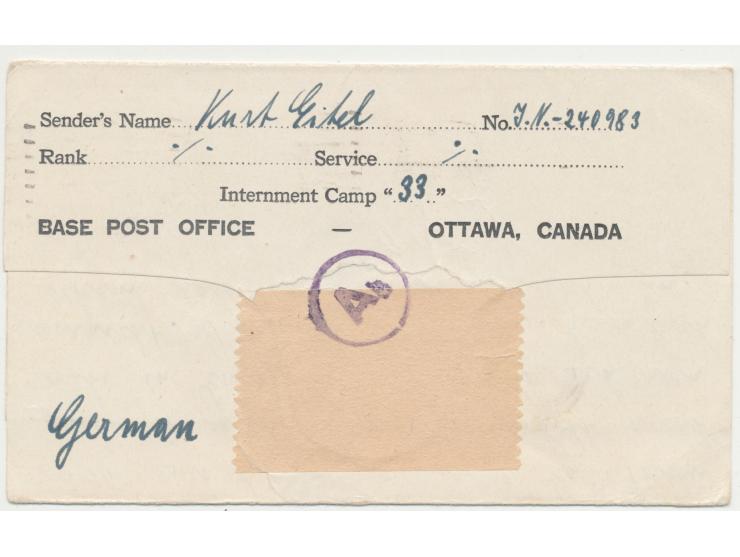 Sender's Name Kurt Eitel No. J.N.-240983
Rank ·/· Service ·/·
Internment Camp "33"
BASE POST OFFICE — OTTAWA, CANADA
German